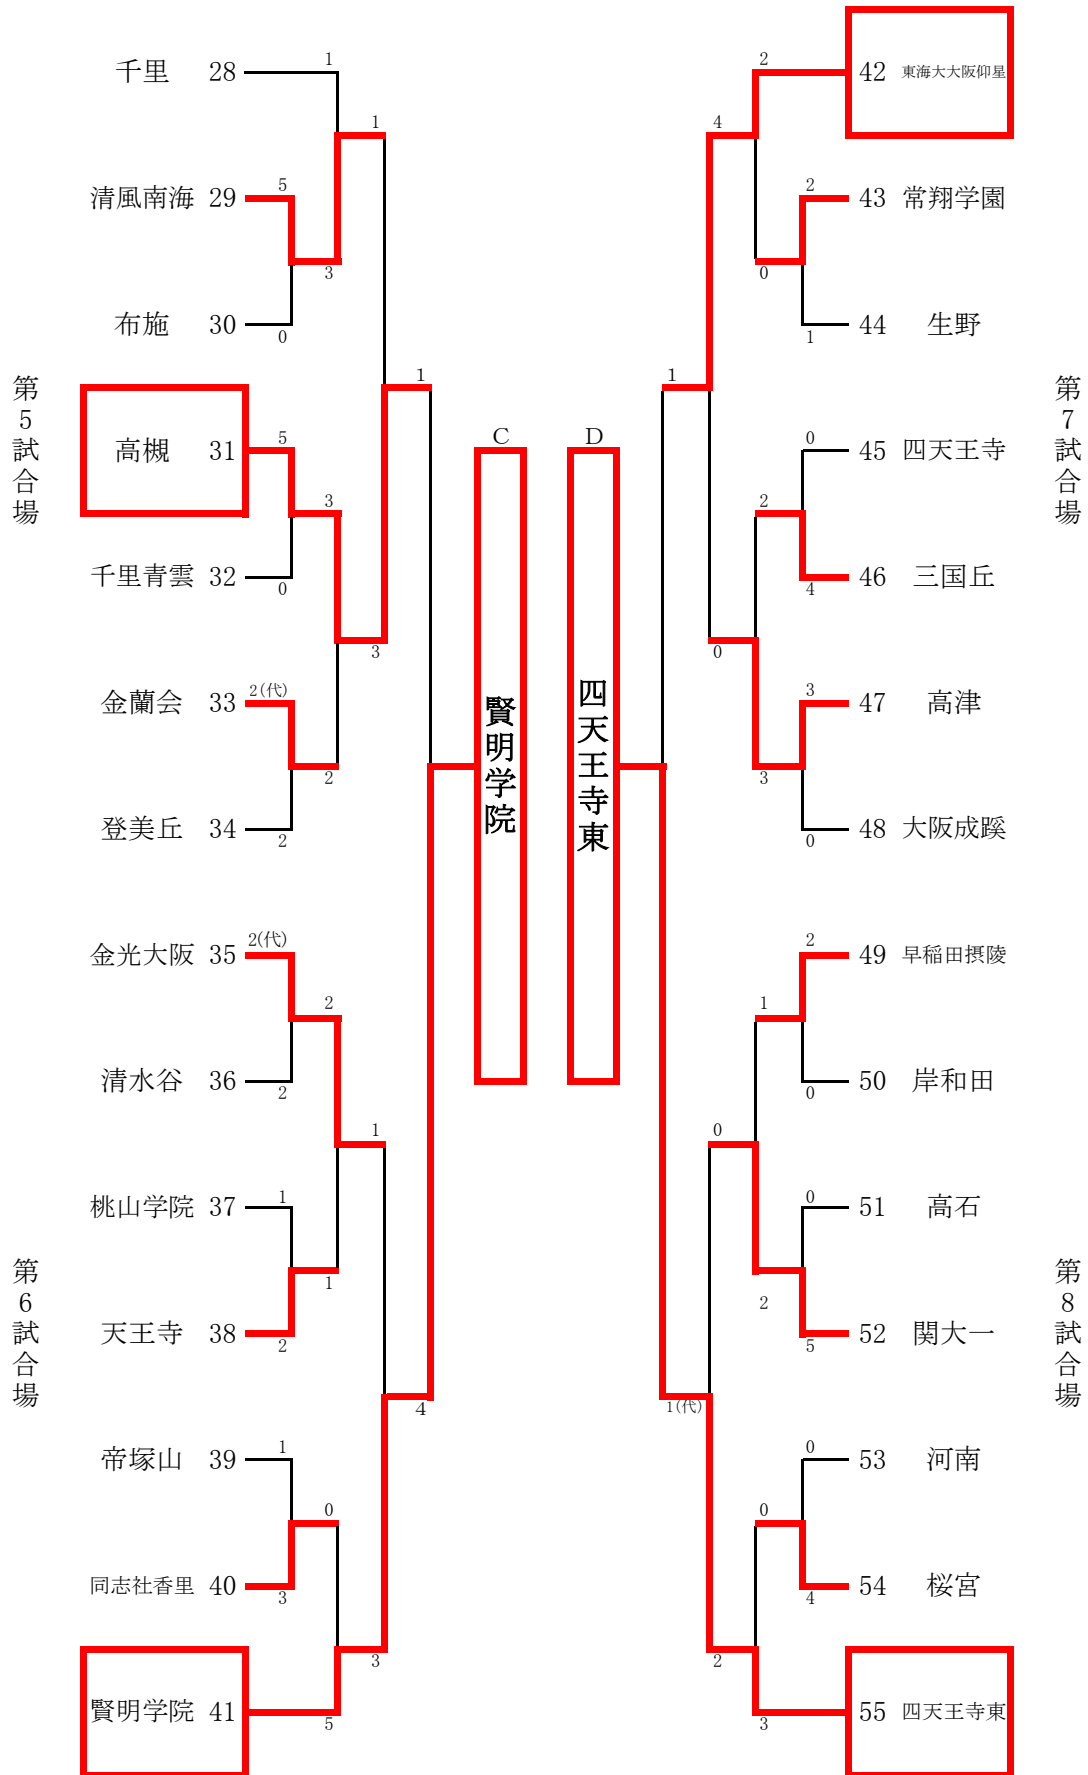 千里 28 1
1
清風南海 29 5
3
布施 30 0
第5試合場
1
高槻 31 5
3
千里青雲 32 0
3
金蘭会 33 2(代)
2
登美丘 34 2
C
賢明学院
金光大阪 35 2(代)
2
清水谷 36 2
1
桃山学院 37 1
1
第6試合場
天王寺 38 2
4
帝塚山 39 1
0
同志社香里 40 3
3
賢明学院 41 5
2 42 東海大大阪仰星
4
2 43 常翔学園
0
1 44 生野
第7試合場
1
0 45 四天王寺
2
4 46 三国丘
0
3 47 高津
3
0 48 大阪成蹊
D
四天王寺東
2 49 早稲田摂陵
1
0 50 岸和田
0
0 51 高石
2
第8試合場
5 52 関大一
1(代)
0 53 河南
0
4 54 桜宮
2
3 55 四天王寺東